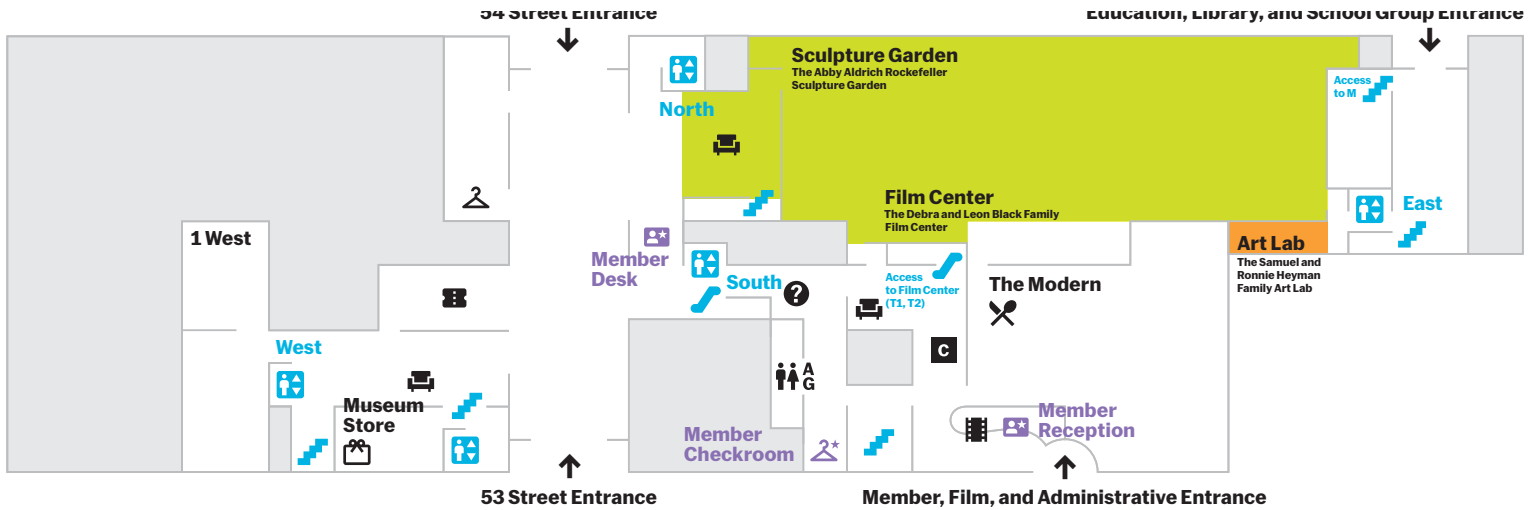 54 Street Entrance
Education, Library, and School Group Entrance
Sculpture Garden
The Abby Aldrich Rockefeller
Sculpture Garden
Access
to M
North
Film Center
The Debra and Leon Black Family
Film Center
East
1 West
Member
Desk
South
?
Access
to Film Center
(T1, T2)
The Modern
Art Lab
The Samuel and
Ronnie Heyman
Family Art Lab
West
C
A
G
Museum
Store
Member
Checkroom
Member
Reception
53 Street Entrance
Member, Film, and Administrative Entrance